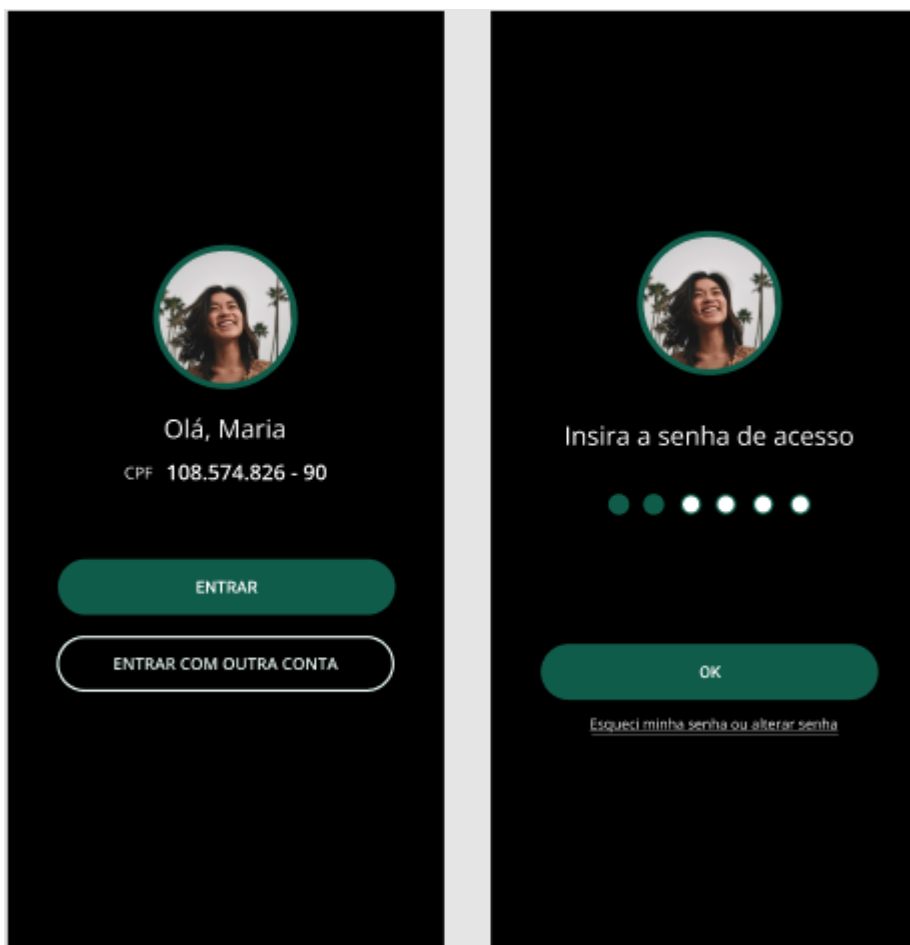 Olá, Maria
CPF 108.574.826 - 90
ENTRAR
ENTRAR COM OUTRA CONTA
Insira a senha de acesso
OK
Esqueci minha senha ou alterar senha